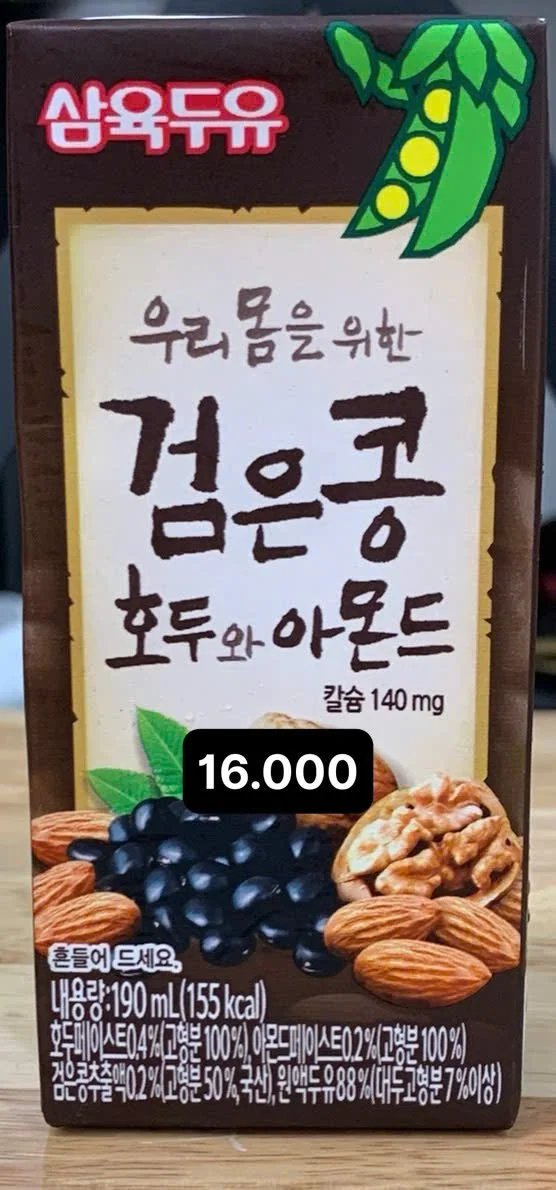 삼육두유
우리 몸을 위한
검은콩
호두와 아몬드
칼슘 140 mg
16.000
흔들어 드세요.
내용량:190 mL(155 kcal)
호두페이스트0.4%(고형분 100%), 아몬드페이스트0.2%(고형분 100%)
검은콩추출액0.2%(고형분 50%, 국산), 원액두유88%(대두고형분 7%이상)